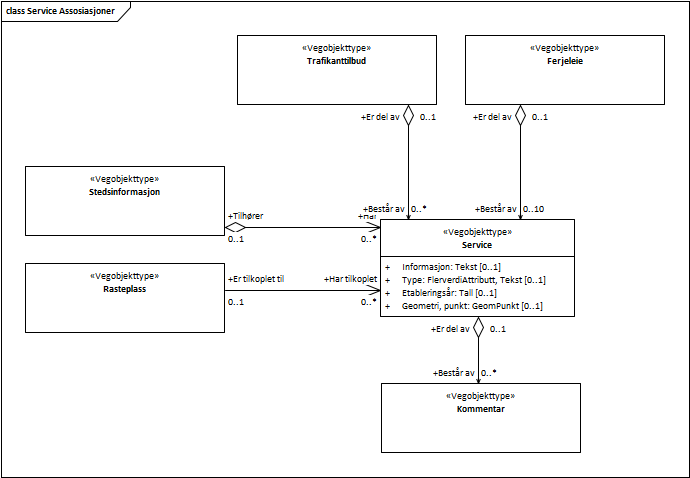 class Service Assosiasjoner
«Vegobjekttype»
Trafikanttilbud
«Vegobjekttype»
Ferjeleie
+Er del av 0..1
+Er del av 0..1
«Vegobjekttype»
Stedsinformasjon
+Består av 0..*
+Består av 0..10
+Tilhører
+Har
0..1
0..*
«Vegobjekttype»
Service
+ Informasjon: Tekst [0..1]
+ Type: FlerverdiAttributt, Tekst [0..1]
+ Etableringsår: Tall [0..1]
+ Geometri, punkt: GeomPunkt [0..1]
«Vegobjekttype»
Rasteplass
+Er tilkoplet til
+Har tilkoplet
0..1
0..*
+Er del av 0..1
+Består av 0..*
«Vegobjekttype»
Kommentar